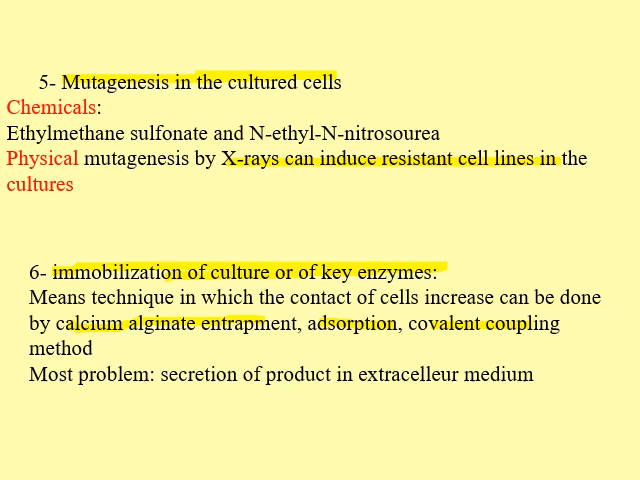 5- Mutagenesis in the cultured cells
Chemicals:
Ethylmethane sulfonate and N-ethyl-N-nitrosourea
Physical mutagenesis by X-rays can induce resistant cell lines in the
cultures
6- immobilization of culture or of key enzymes:
Means technique in which the contact of cells increase can be done
by calcium alginate entrapment, adsorption, covalent coupling
method
Most problem: secretion of product in extracelleur medium